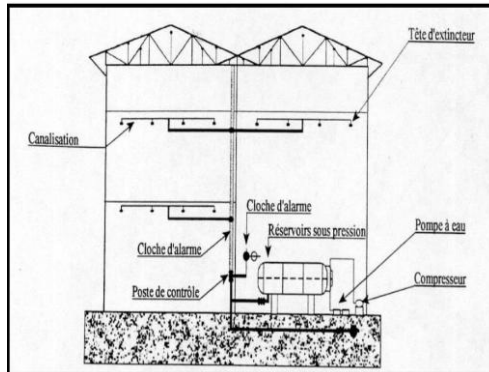 Tête d'extincteur
Canalisation
Cloche d'alarme
Cloche d'alarme
Réservoirs sous pression
Pompe à eau
Poste de contrôle
Compresseur